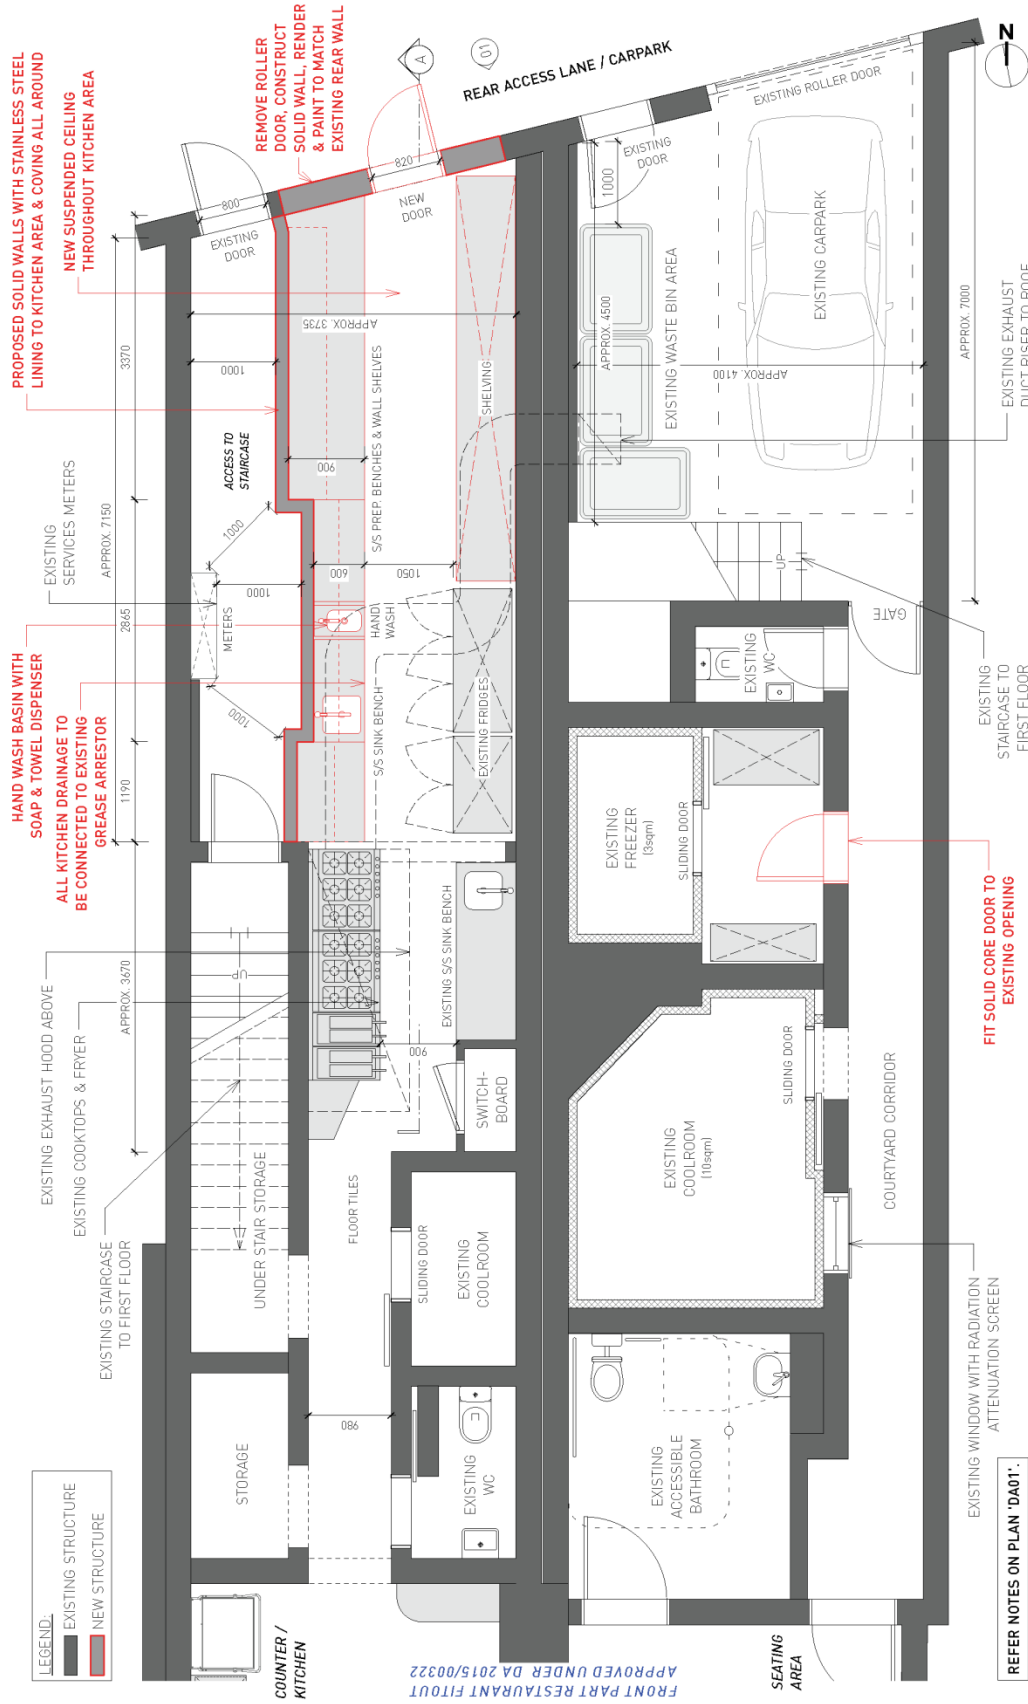 PROPOSED SOLID WALLS WITH STAINLESS STEEL
LINING TO KITCHEN AREA & COVING ALL AROUND
NEW SUSPENDED CEILING
THROUGHOUT KITCHEN AREA
REMOVE ROLLER
DOOR, CONSTRUCT
SOLID WALL, RENDER
& PAINT TO MATCH
EXISTING REAR WALL
HAND WASH BASIN WITH
SOAP & TOWEL DISPENSER
ALL KITCHEN DRAINAGE TO
BE CONNECTED TO EXISTING
GREASE ARRESTOR
EXISTING
SERVICES METERS
EXISTING EXHAUST HOOD ABOVE
EXISTING COOKTOPS & FRYER
EXISTING STAIRCASE
TO FIRST FLOOR
LEGEND:
EXISTING STRUCTURE
NEW STRUCTURE
APPROX. 3670
APPROX. 7150
1190
2865
3370
STORAGE
UNDER STAIR STORAGE
UP
METERS
1000
1000
1000
ACCESS TO
STAIRCASE
1000
EXISTING
DOOR
800
APPROX. 3735
NEW
DOOR
820
A
01
REAR ACCESS LANE / CARPARK
N
COUNTER /
KITCHEN
980
FLOOR TILES
SLIDING DOOR
EXISTING
WC
EXISTING
COOLROOM
SWITCH-
BOARD
900
EXISTING S/S SINK BENCH
S/S SINK BENCH
HAND
WASH
600
900
1050
S/S PREP. BENCHES & WALL SHELVES
EXISTING FRIDGES
SHELVING
FRONT PART RESTAURANT FITOUT
APPROVED UNDER DA 2015/00322
SEATING
AREA
EXISTING
ACCESSIBLE
BATHROOM
EXISTING
COOLROOM
(10sqm)
SLIDING DOOR
EXISTING
FREEZER
(3sqm)
SLIDING DOOR
EXISTING
WC
UP
GATE
APPROX. 4500
1000
EXISTING
DOOR
EXISTING WASTE BIN AREA
APPROX. 4100
EXISTING CARPARK
EXISTING ROLLER DOOR
APPROX. 7000
COURTYARD CORRIDOR
EXISTING WINDOW WITH RADIATION
ATTENUATION SCREEN
FIT SOLID CORE DOOR TO
EXISTING OPENING
EXISTING
STAIRCASE TO
FIRST FLOOR
EXISTING EXHAUST
DUCT RISER TO ROOF
REFER NOTES ON PLAN 'DA01'.